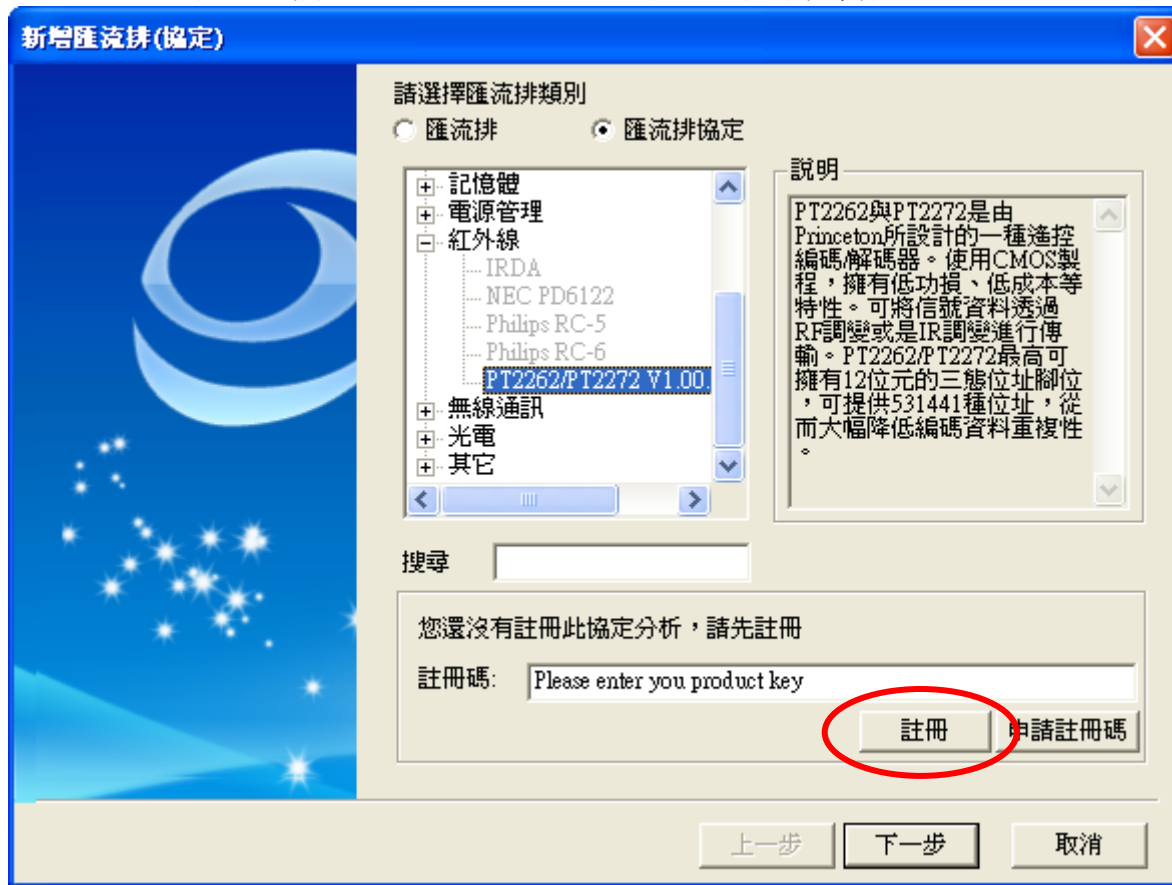 新增匯流排(協定)
請選擇匯流排類別
匯流排
匯流排協定
記憶體
電源管理
紅外線
IRDA
NEC PD6122
Philips RC-5
Philips RC-6
PT2262/PT2272 V1.00.
無線通訊
光電
其它
說明
PT2262與PT2272是由
Princeton所設計的一種遙控
編碼/解碼器。使用CMOS製
程，擁有低功損、低成本等
特性。可將信號資料透過
RF調變或是IR調變進行傳
輸。PT2262/PT2272最高可
擁有12位元的三態位址腳位
，可提供531441種位址，從
而大幅降低編碼資料重複性
。
搜尋
您還沒有註冊此協定分析，請先註冊
註冊碼:
Please enter you product key
註冊
申請註冊碼
上一步
下一步
取消